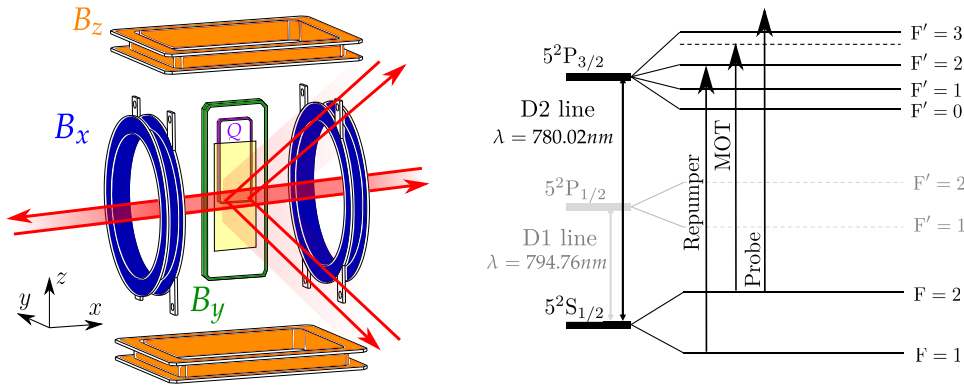 B_z
B_x
Q
B_y
z
y
x
5²P₃/₂
D2 line
λ = 780.02nm
5²P₁/₂
D1 line
λ = 794.76nm
5²S₁/₂
Repumper
MOT
Probe
F′ = 3
F′ = 2
F′ = 1
F′ = 0
F′ = 2
F′ = 1
F = 2
F = 1